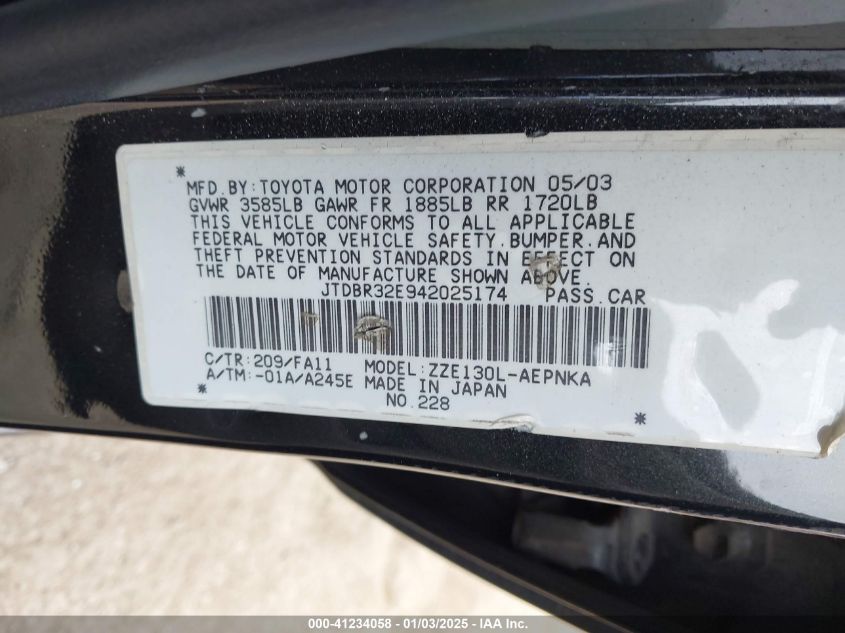 MFD.BY:TOYOTA MOTOR CORPORATION 05/03
GVWR 3585LB GAWR FR 1885LB RR 1720LB
THIS VEHICLE CONFORMS TO ALL APPLICABLE
FEDERAL MOTOR VEHICLE SAFETY.BUMPER.AND
THEFT PREVENTION STANDARDS IN EFFECT ON
THE DATE OF MANUFACTURE SHOWN ABOVE.
JTDBR32E942025174 PASS.CAR
C/TR:209/FA11 MODEL:ZZE130L-AEPNKA
A/TM:-01A/A245E MADE IN JAPAN
NO.228
000-41234058 - 01/03/2025 - IAA Inc.